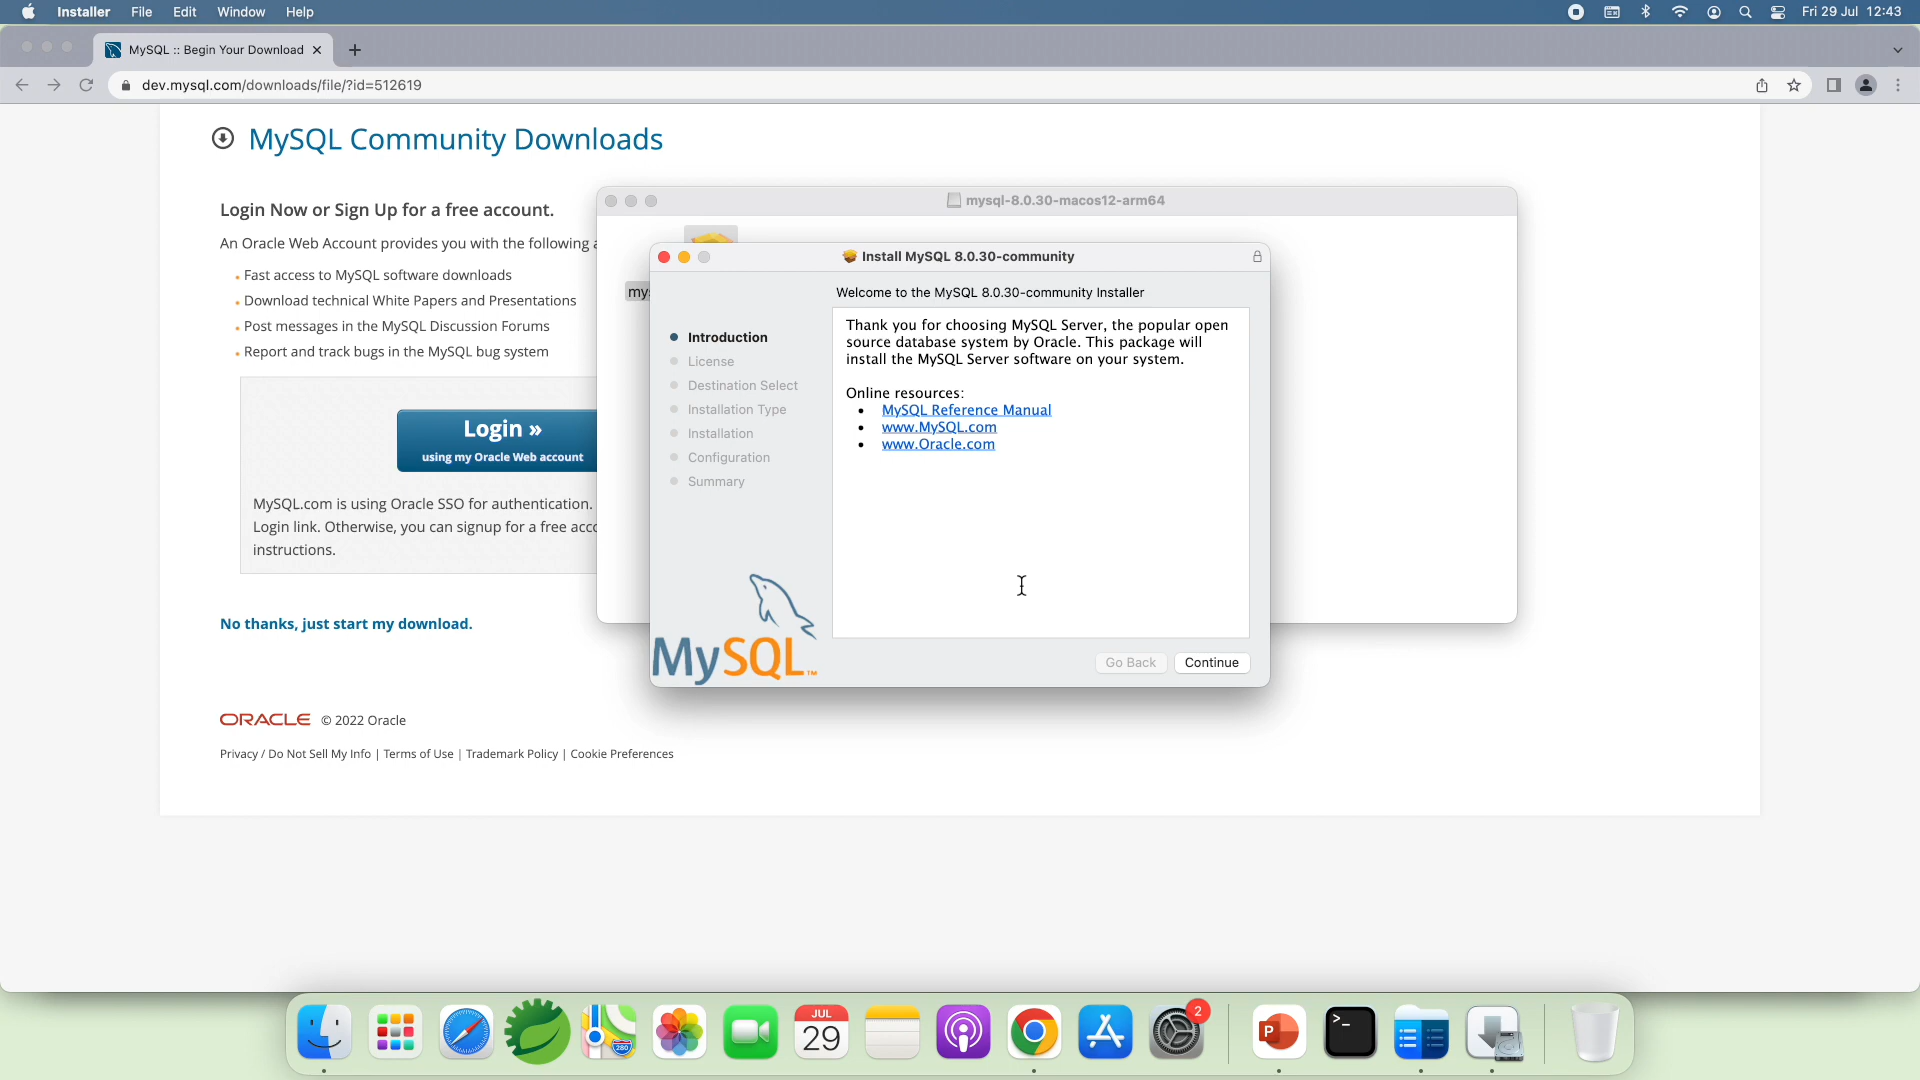 Installer File Edit Window Help Fri 29 Jul 12:43
MySQL :: Begin Your Download
dev.mysql.com/downloads/file/?id=512619
MySQL Community Downloads
Login Now or Sign Up for a free account.
An Oracle Web Account provides you with the following
Fast access to MySQL software downloads
Download technical White Papers and Presentations
Post messages in the MySQL Discussion Forums
Report and track bugs in the MySQL bug system
Login »
using my Oracle Web account
MySQL.com is using Oracle SSO for authentication.
Login link. Otherwise, you can signup for a free
instructions.
No thanks, just start my download.
ORACLE © 2022 Oracle
Privacy / Do Not Sell My Info | Terms of Use | Trademark Policy | Cookie Preferences
mysql-8.0.30-macos12-arm64
Install MySQL 8.0.30-community
Welcome to the MySQL 8.0.30-community Installer
Introduction
License
Destination Select
Installation Type
Installation
Configuration
Summary
Thank you for choosing MySQL Server, the popular open
source database system by Oracle. This package will
install the MySQL Server software on your system.
Online resources:
• MySQL Reference Manual
• www.MySQL.com
• www.Oracle.com
MySQL™
Go Back Continue
280
JUL
29
2
P
>_